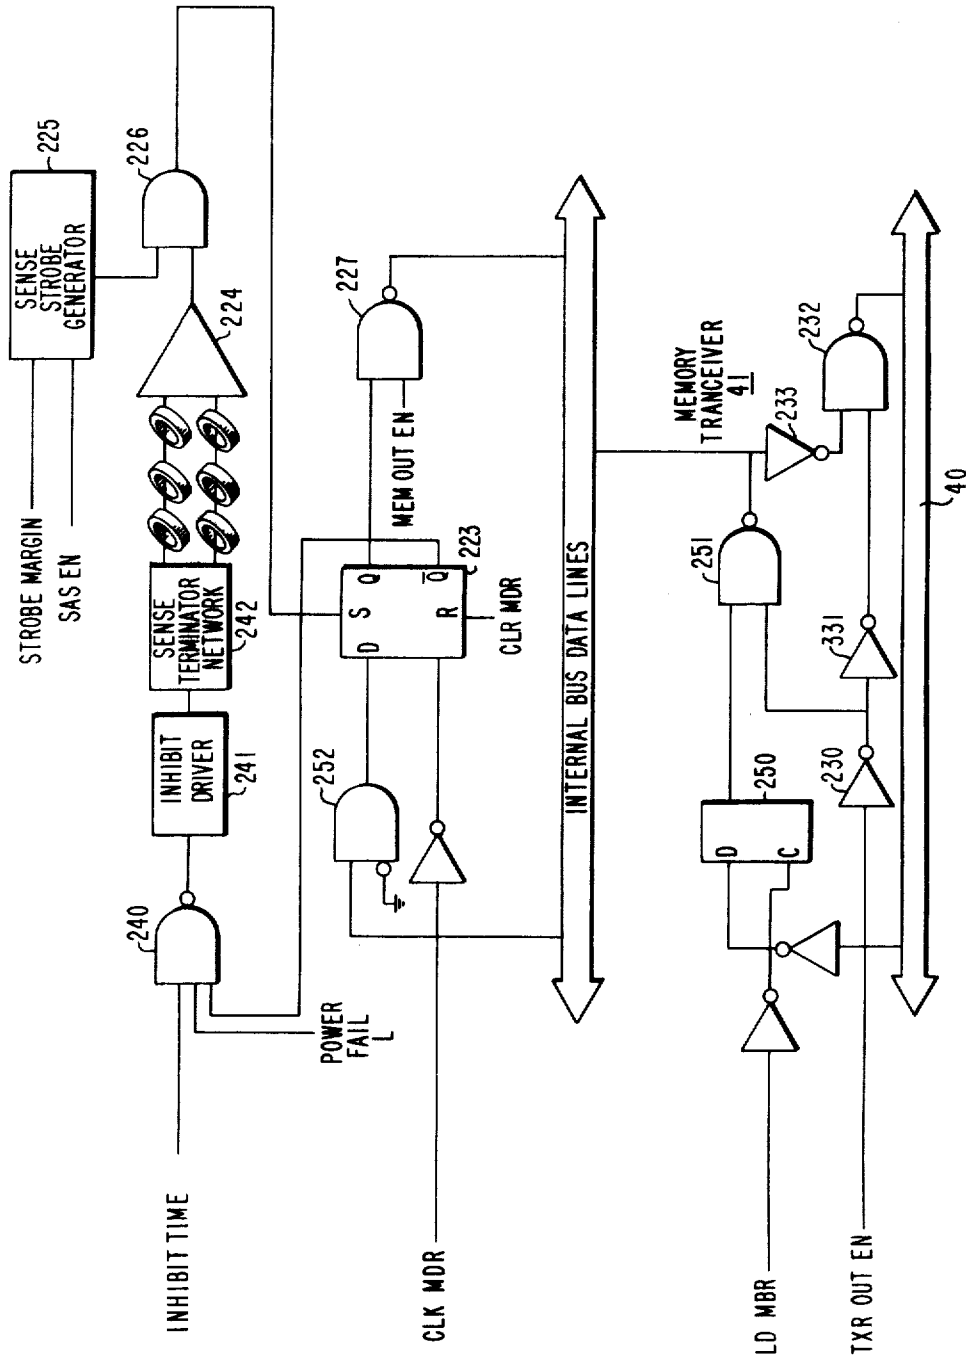 SENSE
STROBE
GENERATOR
225
STROBE MARGIN
SAS EN
226
224
SENSE
TERMINATOR
NETWORK
242
INHIBIT
DRIVER
241
240
INHIBIT TIME
POWER
FAIL
L
227
MEM OUT EN
D
S
Q
Q̅
R
223
CLR MDR
252
CLK MDR
INTERNAL BUS DATA LINES
MEMORY
TRANCEIVER
41
233
232
251
331
230
D
C
250
LD MBR
TXR OUT EN
40